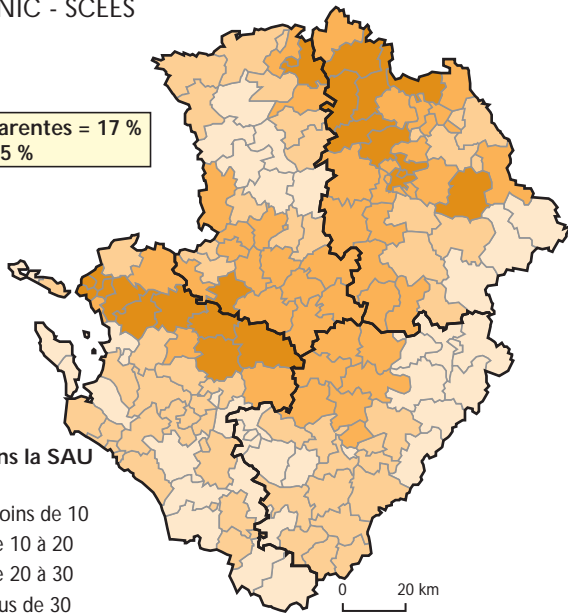 NIC - SCEES
arentes = 17 %
5 %
ns la SAU
oins de 10
e 10 à 20
e 20 à 30
us de 30
0 20 km